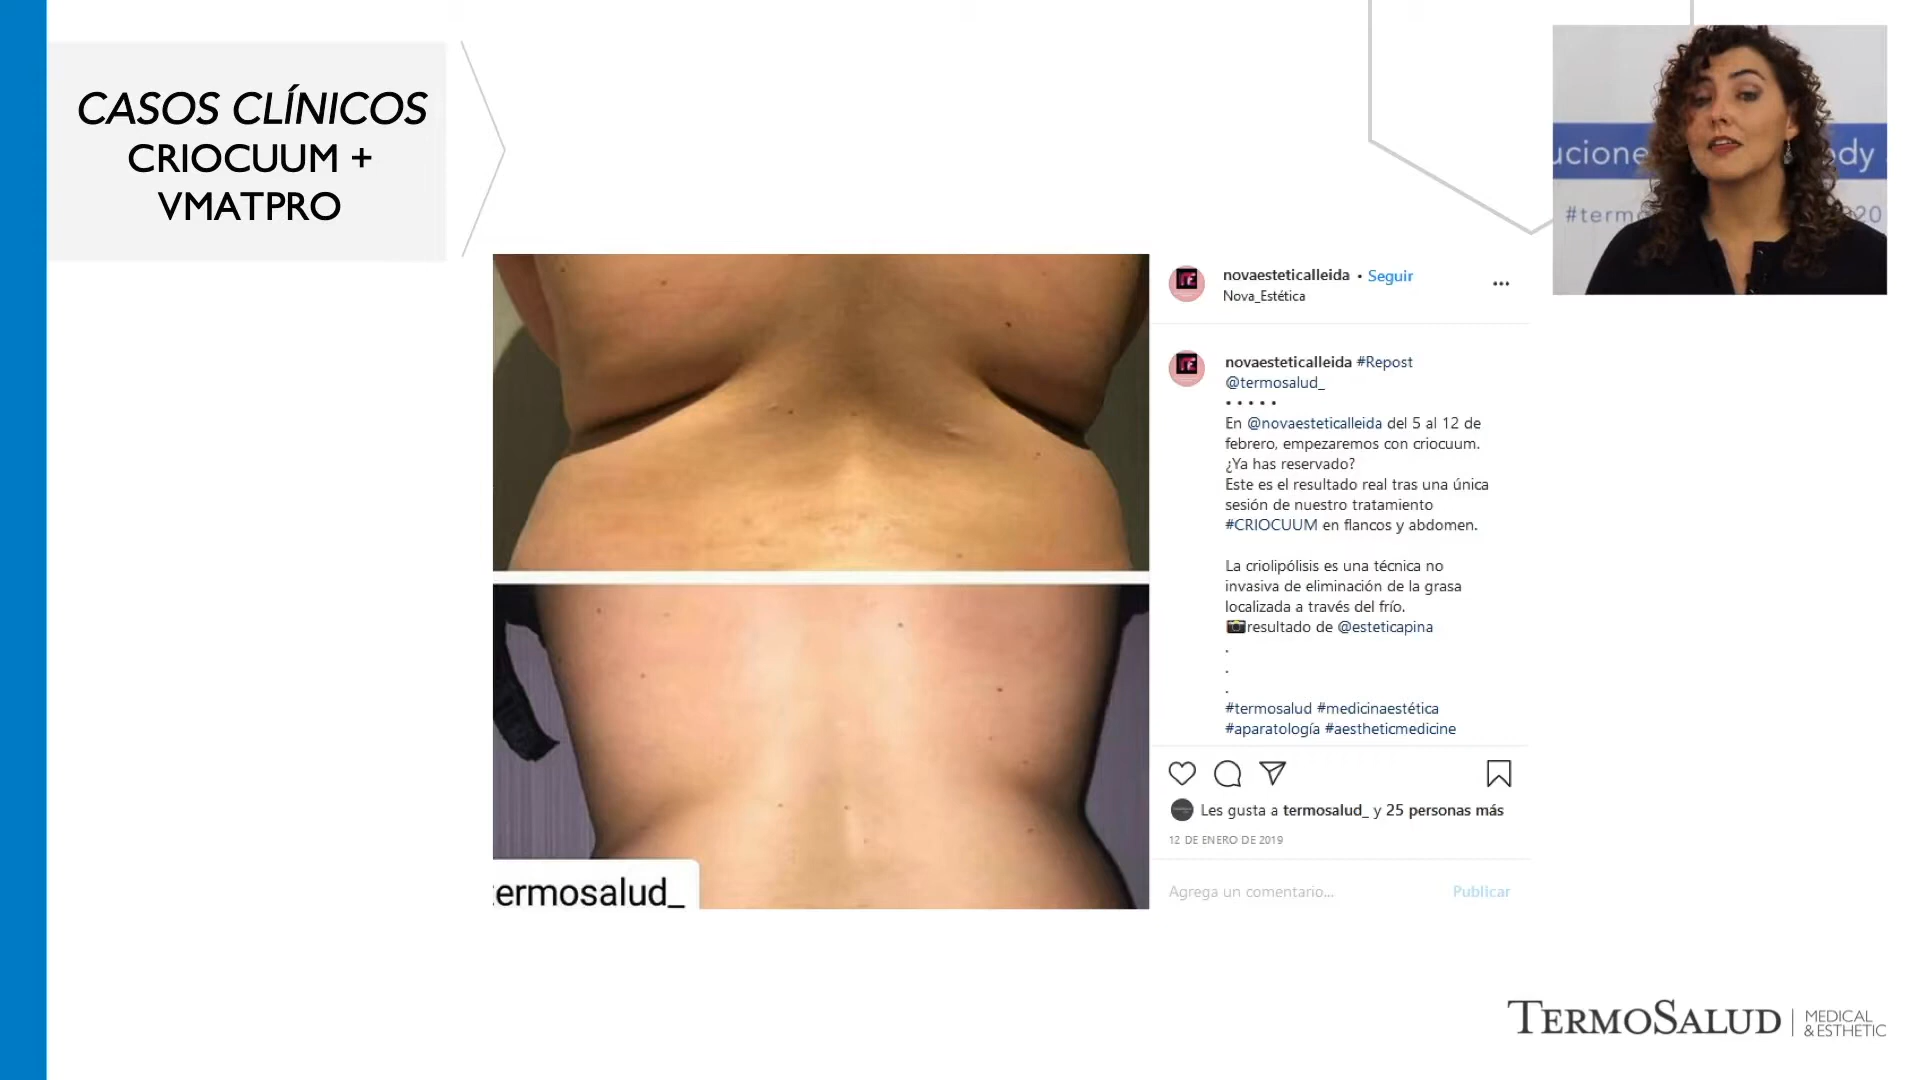 CASOS CLÍNICOS
CRIOCUUM +
VMATPRO
ucione dy
#termo 020
novaesteticalleida • Seguir
Nova_Estética
novaesteticalleida #Repost
@termosalud_
• • • • •
En @novaesteticalleida del 5 al 12 de
febrero, empezaremos con criocuum.
¿Ya has reservado?
Este es el resultado real tras una única
sesión de nuestro tratamiento
#CRIOCUUM en flancos y abdomen.
La criolipólisis es una técnica no
invasiva de eliminación de la grasa
localizada a través del frío.
📷resultado de @esteticapina
.
.
.
#termosalud #medicinaestética
#aparatología #aestheticmedicine
Les gusta a termosalud_ y 25 personas más
12 DE ENERO DE 2019
Agrega un comentario... Publicar
ermosalud_
TERMOSALUD | MEDICAL
&ESTHETIC